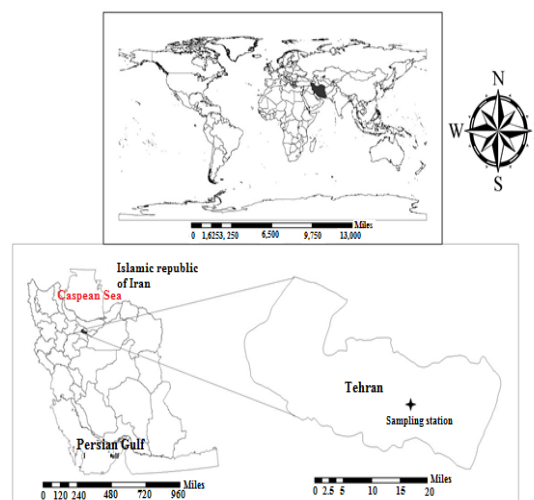 N
W
S
Miles
0 1,6253,250 6,500 9,750 13,000
Islamic republic
of Iran
Caspean Sea
Tehran
Sampling station
Persian Gulf
Miles
0 120 240 480 720 960
Miles
0 2.5 5 10 15 20